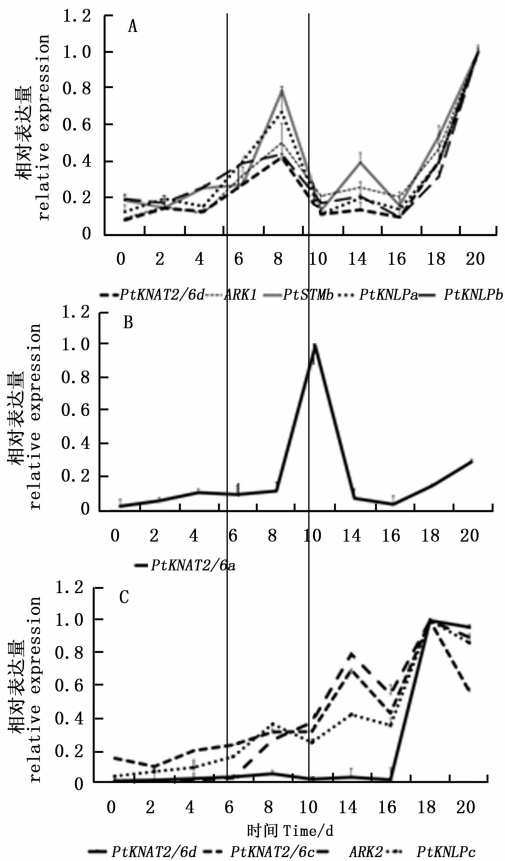 A
1.2
1.0
0.8
0.6
0.4
0.2
0
相对表达量
relative expression
0 2 4 6 8 10 14 16 18 20
PtKNAT2/6d ARK1 PtSTMb PtKNLPa PtKNLPb
B
1.2
1.0
0.8
0.6
0.4
0.2
0
相对表达量
relative expression
0 2 4 6 8 10 14 16 18 20
PtKNAT2/6a
C
1.2
1.0
0.8
0.6
0.4
0.2
0
相对表达量
relative expression
0 2 4 6 8 10 14 16 18 20
时间 Time/d
PtKNAT2/6d PtKNAT2/6c ARK2 PtKNLPc